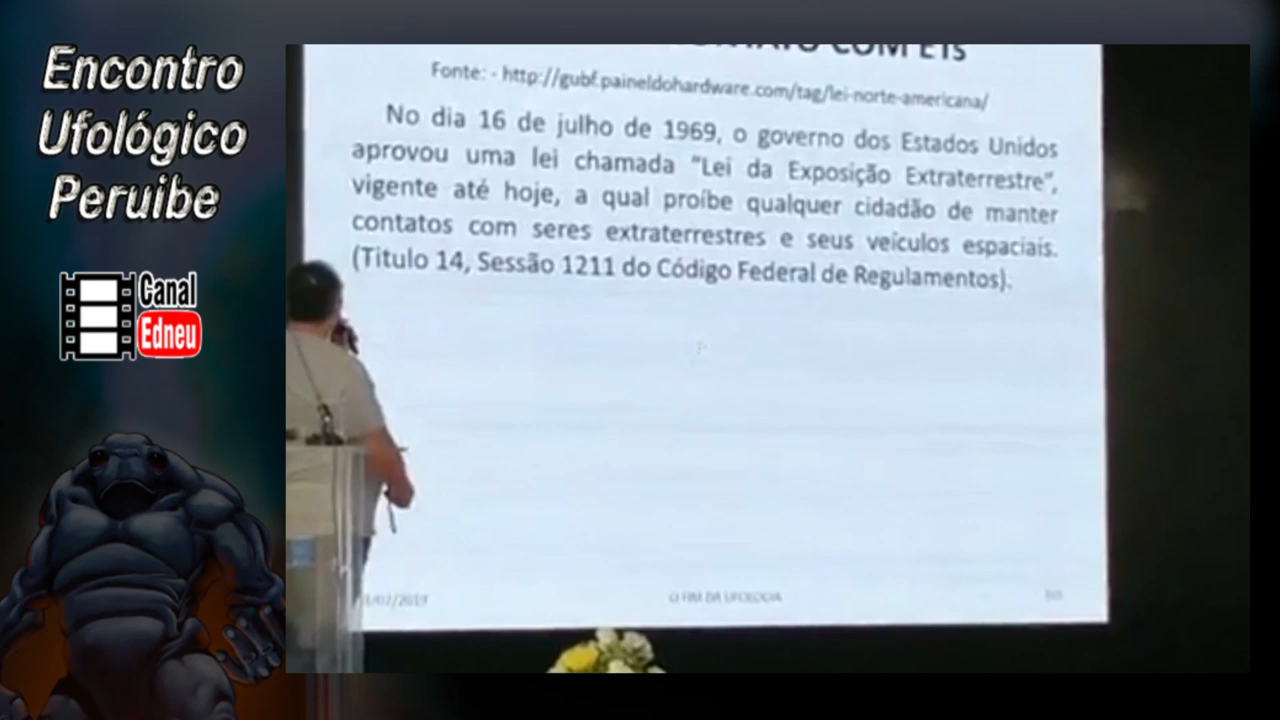 Encontro
Ufológico
Peruibe
Canal
Edneu
COM ETs
Fonte: - http://gubf.paineldohardware.com/tag/lei-norte-americana/
No dia 16 de julho de 1969, o governo dos Estados Unidos
aprovou uma lei chamada "Lei da Exposição Extraterrestre",
vigente até hoje, a qual proíbe qualquer cidadão de manter
contatos com seres extraterrestres e seus veículos espaciais.
(Titulo 14, Sessão 1211 do Código Federal de Regulamentos).
O FIM DA UFOLOGIA